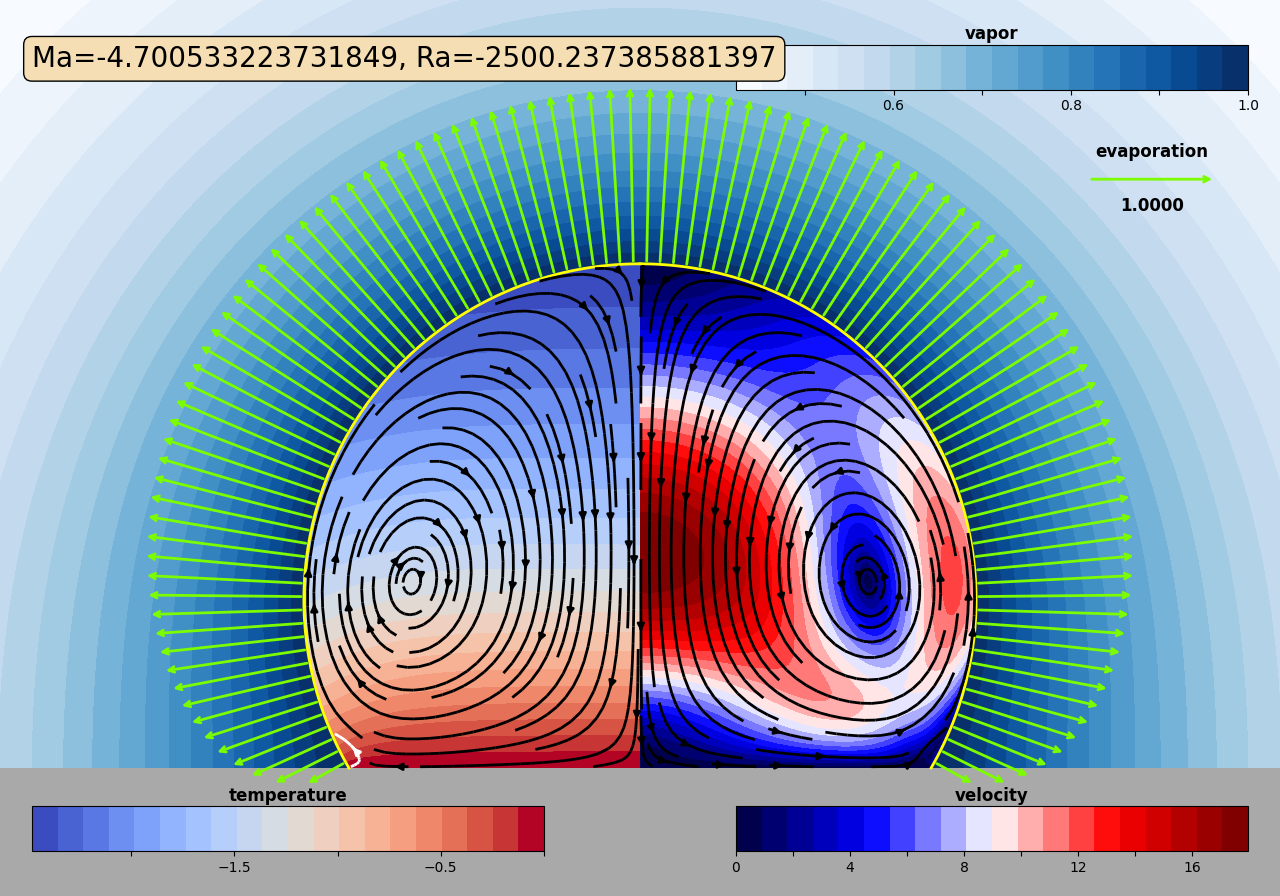 Ma=-4.700533223731849, Ra=-2500.237385881397
vapor
0.6 0.8 1.0
evaporation
1.0000
temperature
−1.5 −0.5
velocity
0 4 8 12 16